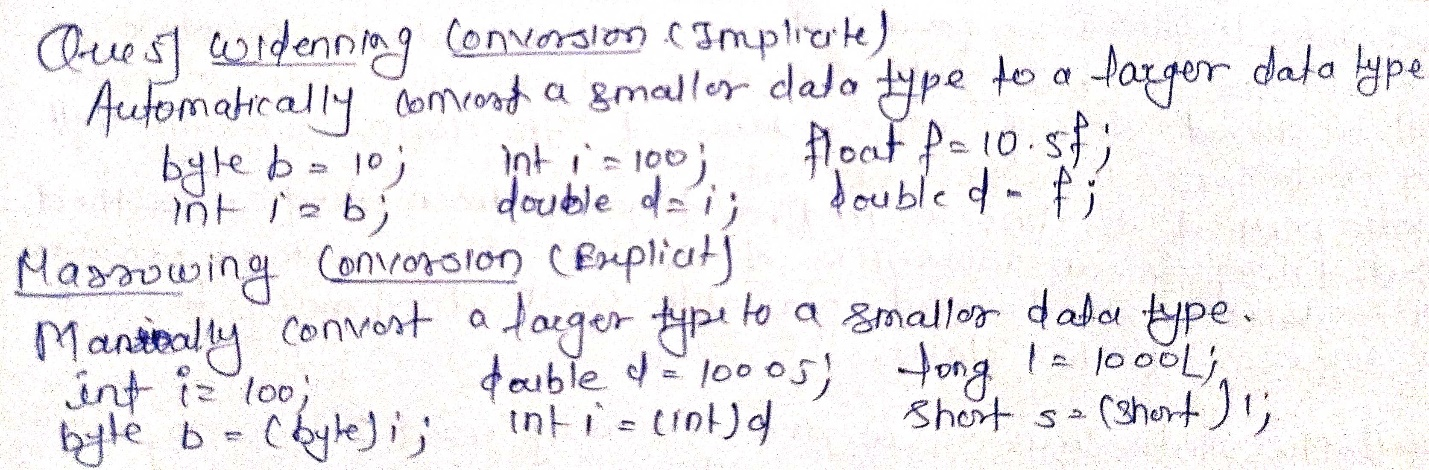 Ques] Widenning Conversion (Implicite)
Automatically convert a smaller data type to a larger data type
byte b = 10; int i = 100; float f = 10.5f;
int i = b; double d = i; double d = f;
Narrowing Conversion (Explicit)
Manually convert a larger type to a smaller data type.
int i = 100; double d = 100 05; long l = 1000L;
byte b = (byte) i; int i = (int) d short s = (short) l;